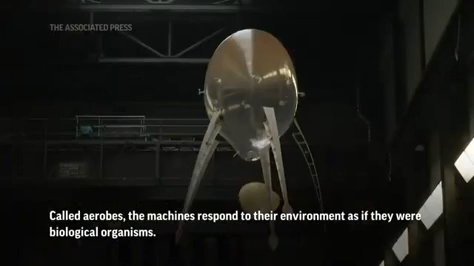 THE ASSOCIATED PRESS
Called aerobes, the machines respond to their environment as if they were
biological organisms.